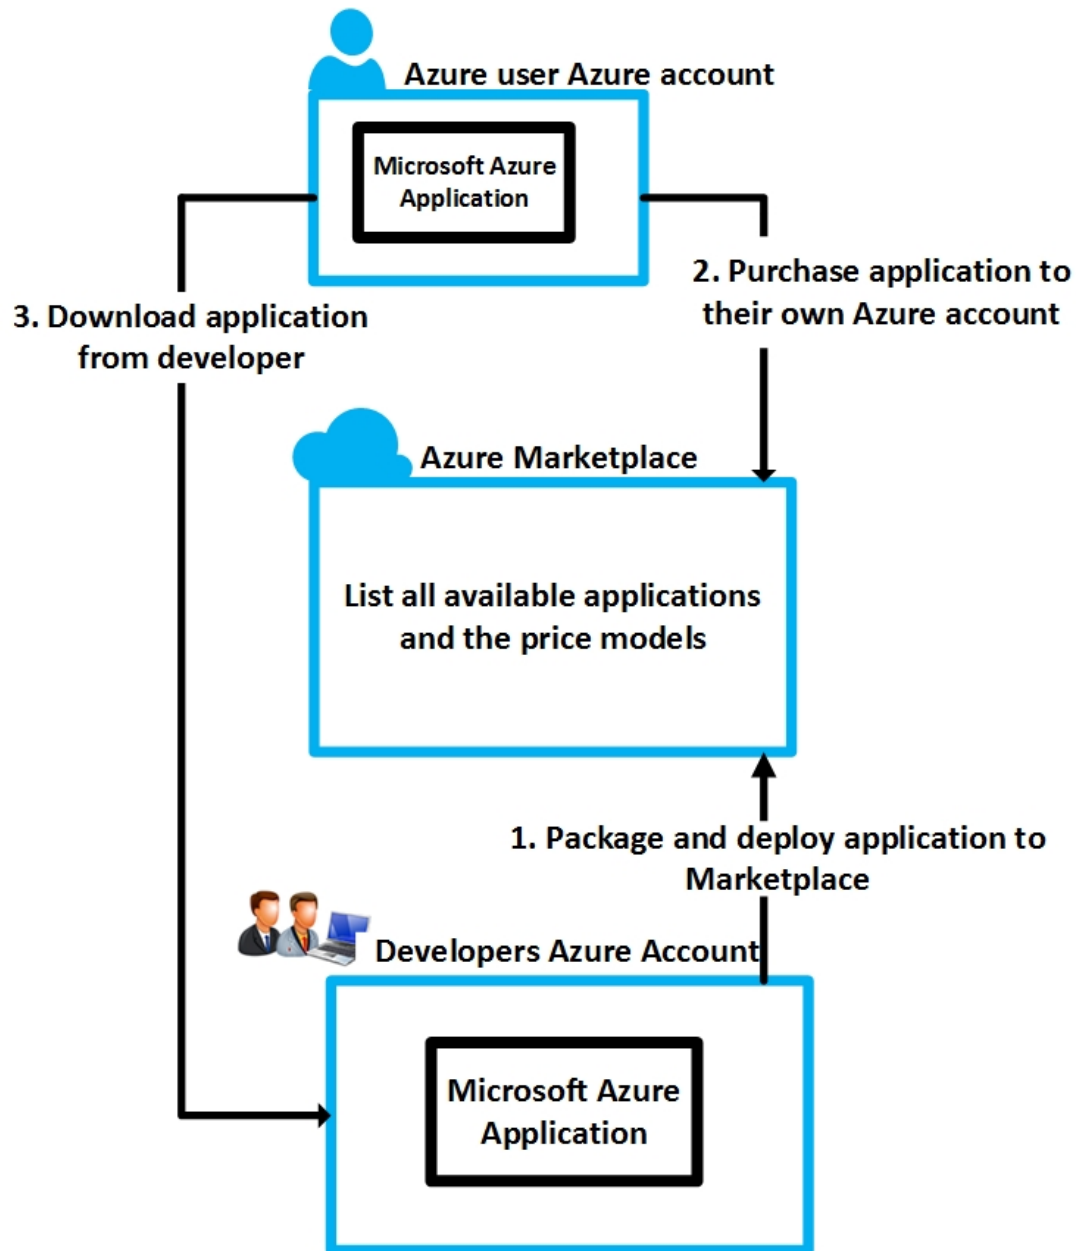 Azure user Azure account
Microsoft Azure
Application
2. Purchase application to
their own Azure account
3. Download application
from developer
Azure Marketplace
List all available applications
and the price models
1. Package and deploy application to
Marketplace
Developers Azure Account
Microsoft Azure
Application